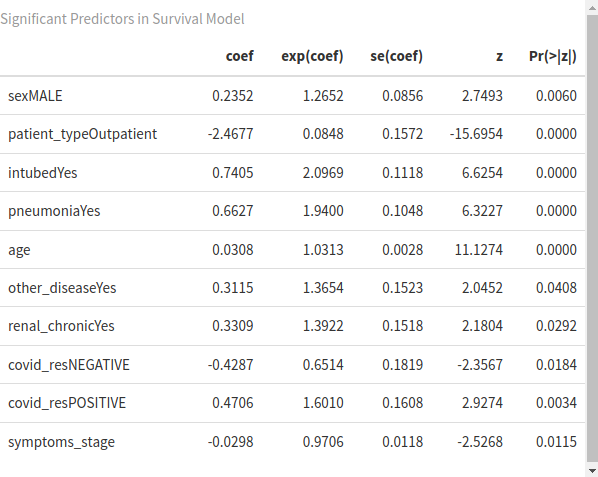 Significant Predictors in Survival Model
coef exp(coef) se(coef) z Pr(>|z|)
sexMALE 0.2352 1.2652 0.0856 2.7493 0.0060
patient_typeOutpatient -2.4677 0.0848 0.1572 -15.6954 0.0000
intubedYes 0.7405 2.0969 0.1118 6.6254 0.0000
pneumoniaYes 0.6627 1.9400 0.1048 6.3227 0.0000
age 0.0308 1.0313 0.0028 11.1274 0.0000
other_diseaseYes 0.3115 1.3654 0.1523 2.0452 0.0408
renal_chronicYes 0.3309 1.3922 0.1518 2.1804 0.0292
covid_resNEGATIVE -0.4287 0.6514 0.1819 -2.3567 0.0184
covid_resPOSITIVE 0.4706 1.6010 0.1608 2.9274 0.0034
symptoms_stage -0.0298 0.9706 0.0118 -2.5268 0.0115